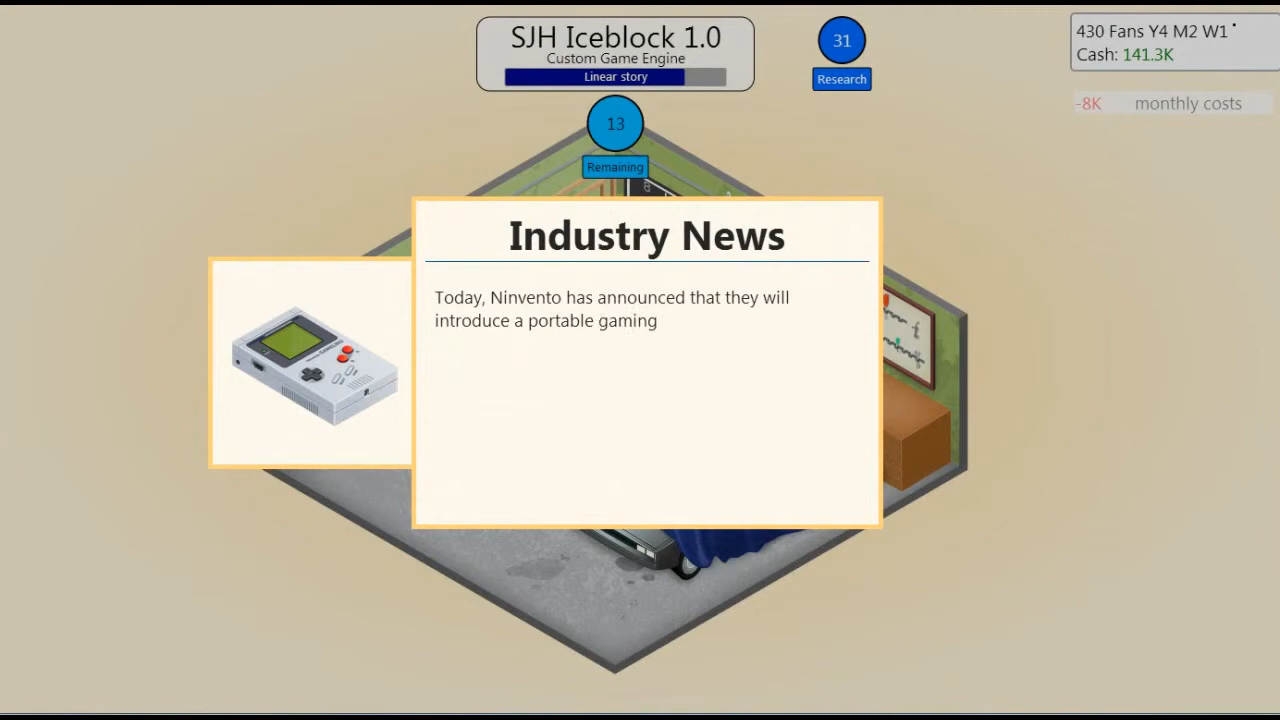 SJH Iceblock 1.0
Custom Game Engine
Linear story
31
Research
430 Fans Y4 M2 W1
Cash: 141.3K
-8K monthly costs
13
Remaining
Industry News
Today, Ninvento has announced that they will
introduce a portable gaming